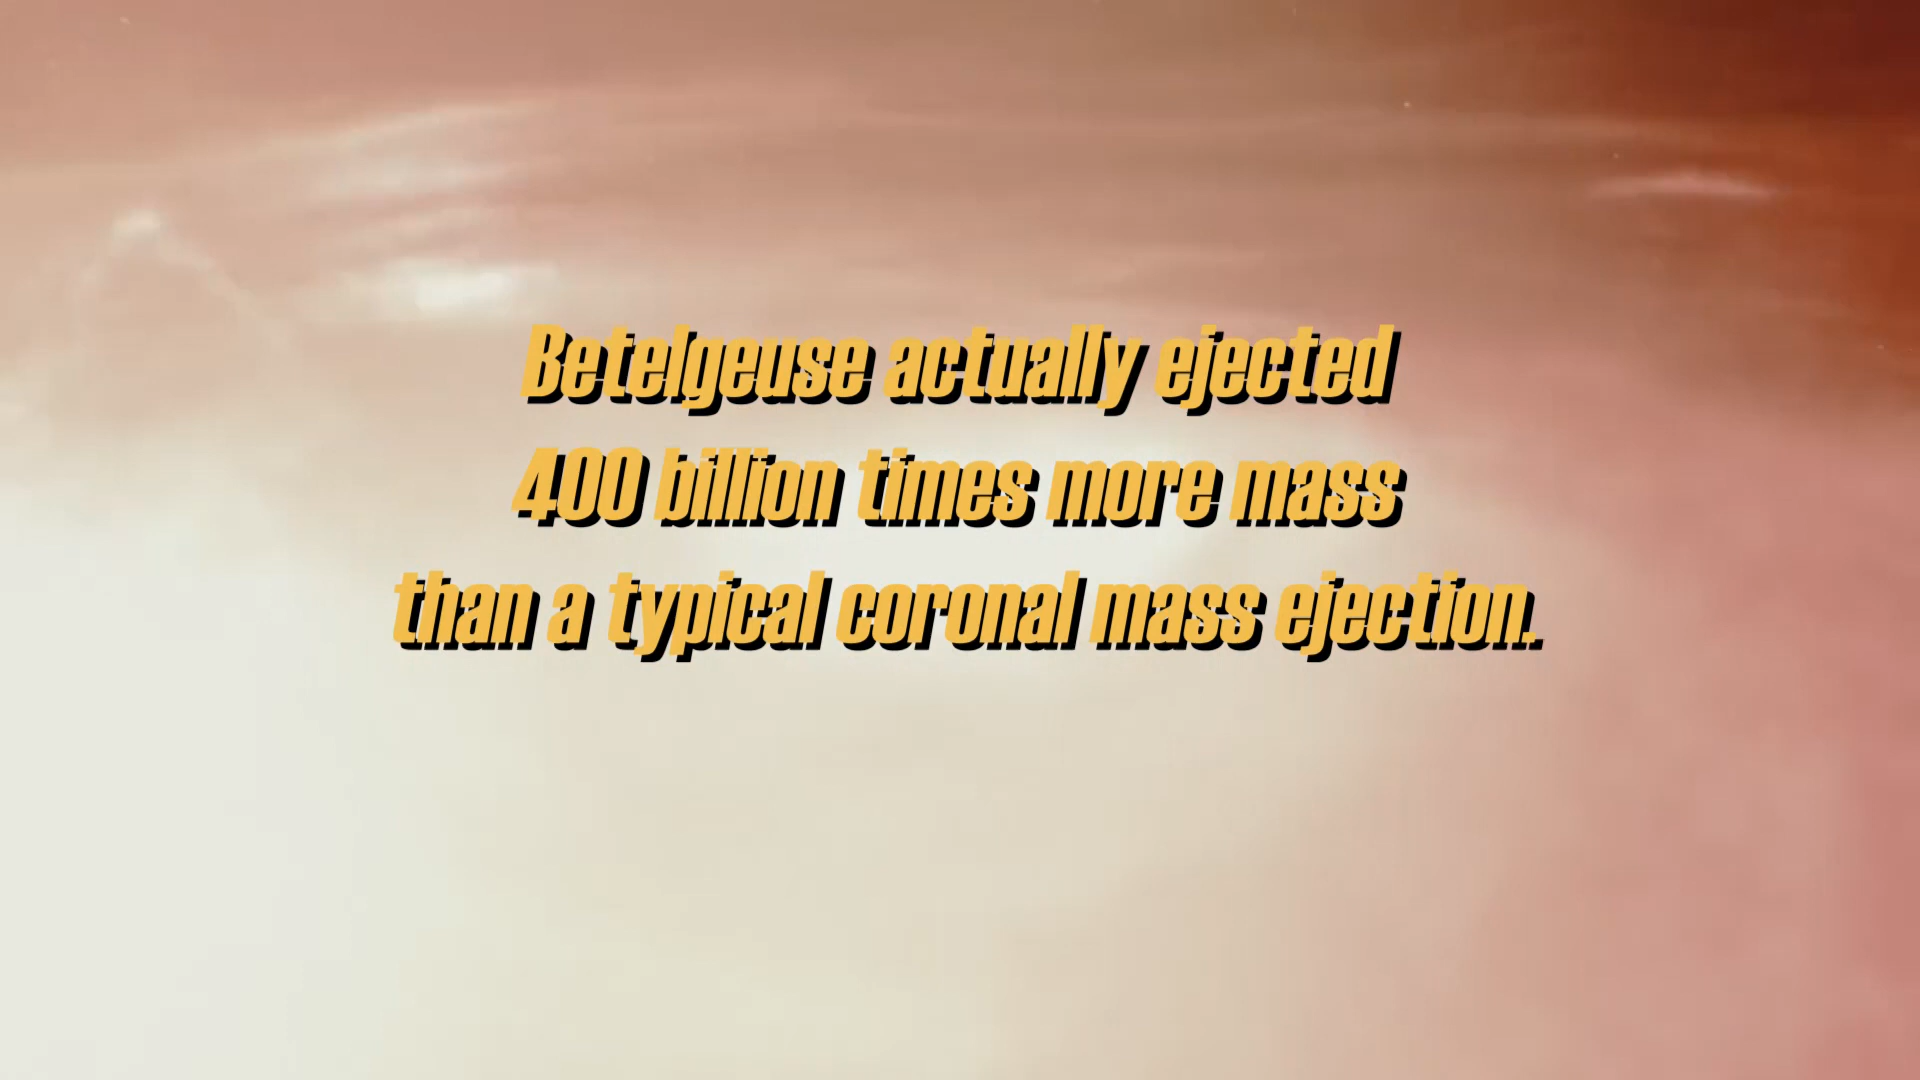 Betelgeuse actually ejected
400 billion times more mass
than a typical coronal mass ejection.